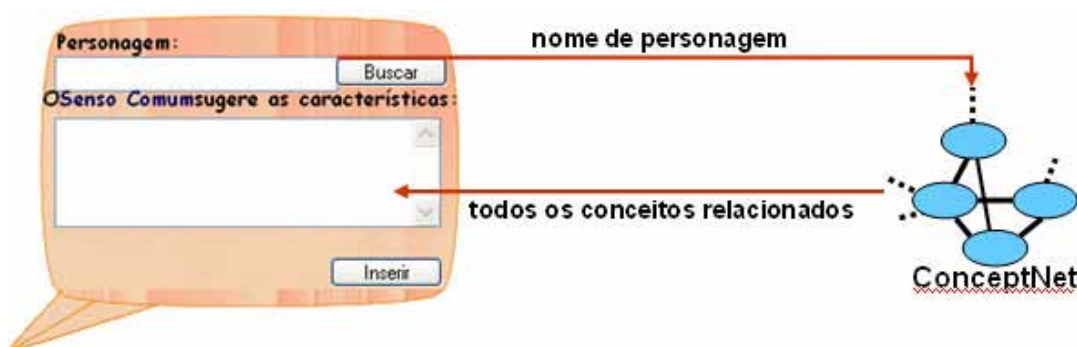 Personagem:
nome de personagem
Buscar
OSenso Comumsugere as características:
todos os conceitos relacionados
Inserir
ConceptNet